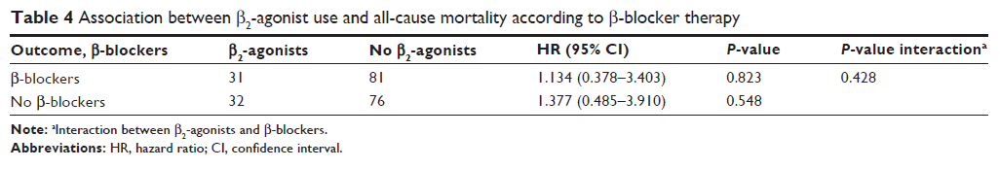 Table 4 Association between β₂-agonist use and all-cause mortality according to β-blocker therapy
Outcome, β-blockers β₂-agonists No β₂-agonists HR (95% CI) P-value P-value interactionᵃ
β-blockers 31 81 1.134 (0.378–3.403) 0.823 0.428
No β-blockers 32 76 1.377 (0.485–3.910) 0.548
Note: ᵃInteraction between β₂-agonists and β-blockers.
Abbreviations: HR, hazard ratio; CI, confidence interval.